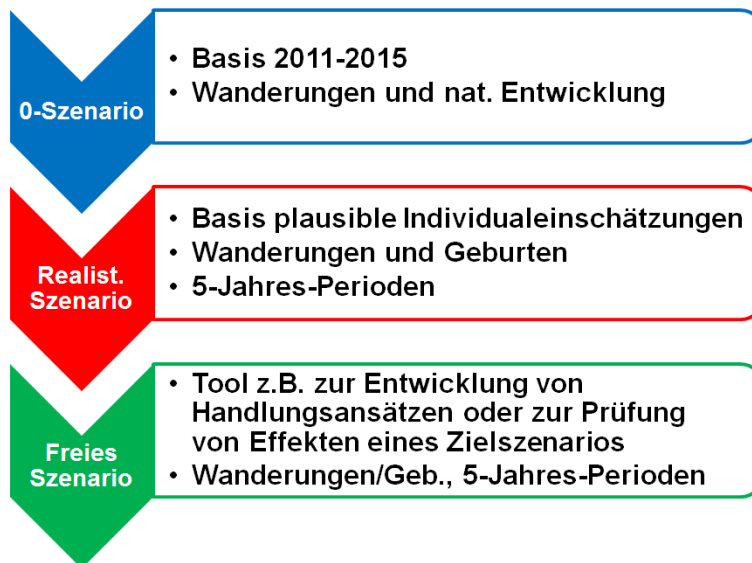 0-Szenario
• Basis 2011-2015
• Wanderungen und nat. Entwicklung
Realist.
Szenario
• Basis plausible Individualeinschätzungen
• Wanderungen und Geburten
• 5-Jahres-Perioden
Freies
Szenario
• Tool z.B. zur Entwicklung von
Handlungsansätzen oder zur Prüfung
von Effekten eines Zielszenarios
• Wanderungen/Geb., 5-Jahres-Perioden